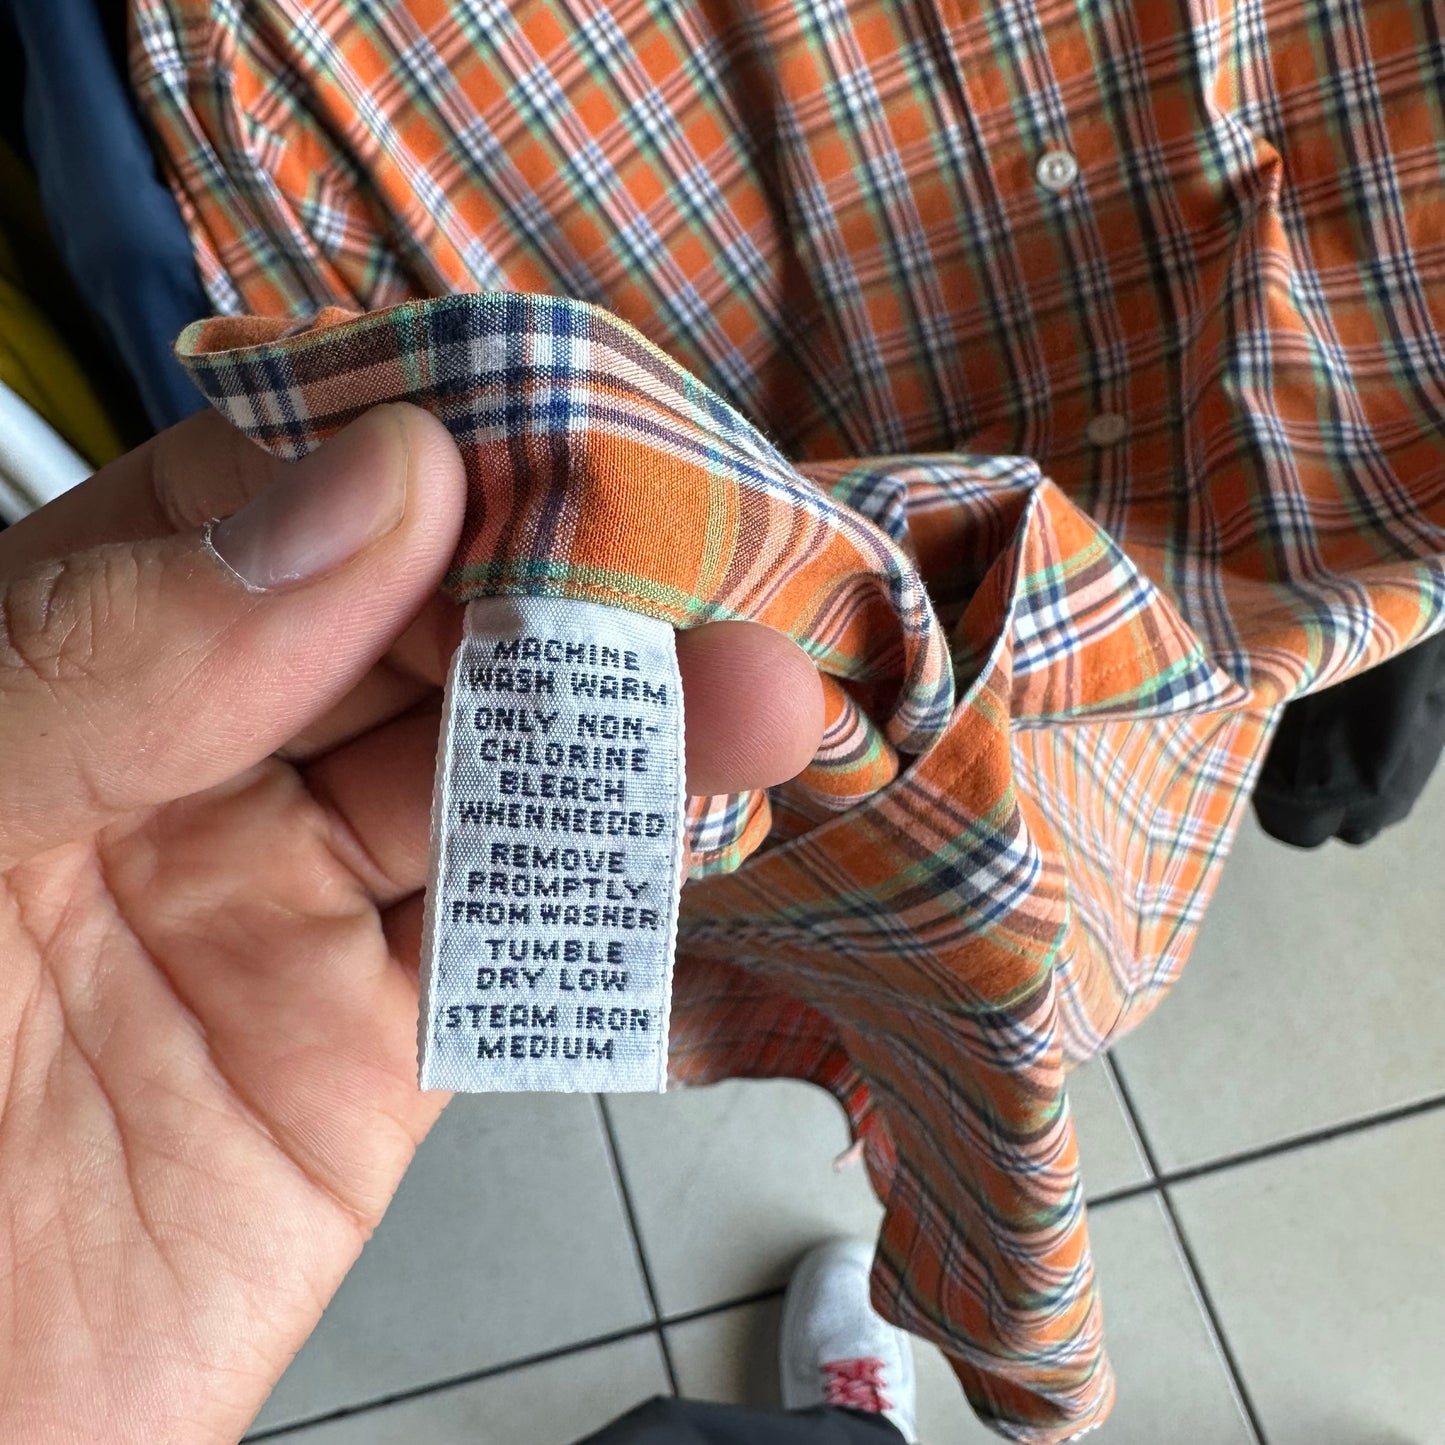 MACHINE
WASH WARM
ONLY NON-
CHLORINE
BLEACH
WHEN NEEDED
REMOVE
PROMPTLY
FROM WASHER
TUMBLE
DRY LOW
STEAM IRON
MEDIUM